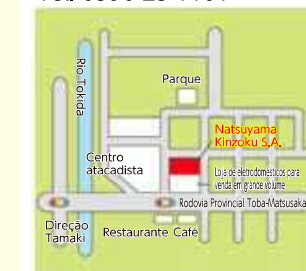 Rio Tokida
Parque
Natsuyama
Kinzoku S.A.
Centro
atacadista
Loja de eletrodomésticos para
venda em grande volume
Rodovia Provincial Toba-Matsusaka
Direção
Tamaki
Restaurante
Café